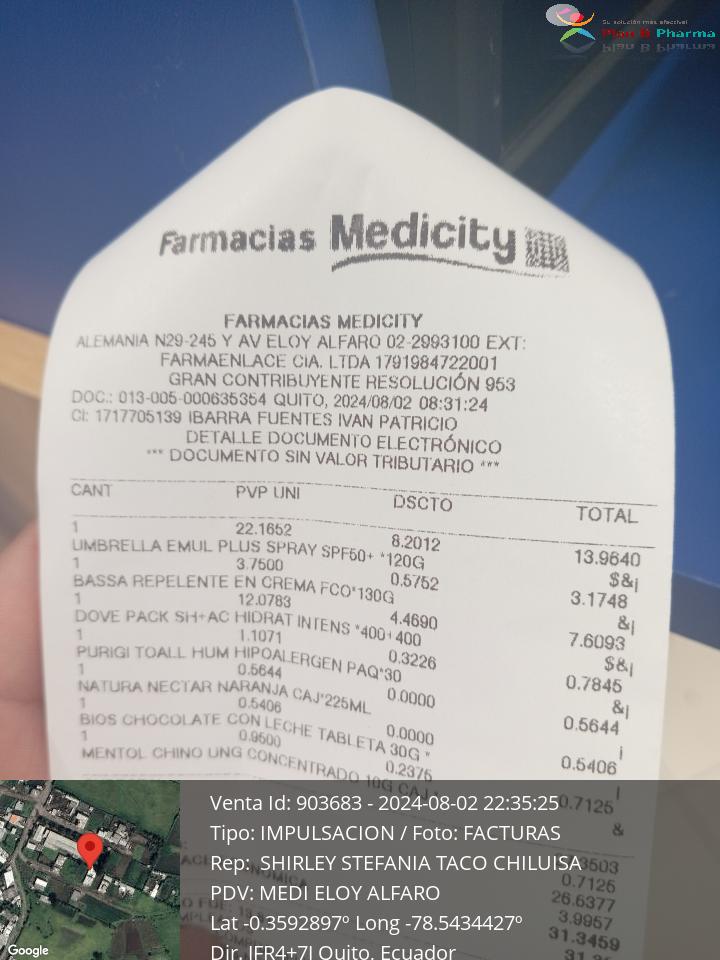 Su solución más efectiva!
Plan B Pharma
Farmacias Medicity
FARMACIAS MEDICITY
ALEMANIA N29-245 Y AV ELOY ALFARO 02-2993100 EXT:
FARMAENLACE CIA. LTDA 1791984722001
GRAN CONTRIBUYENTE RESOLUCIÓN 953
DOC.: 013-005-000635354 QUITO, 2024/08/02 08:31:24
CI: 1717705139 IBARRA FUENTES IVAN PATRICIO
DETALLE DOCUMENTO ELECTRÓNICO
*** DOCUMENTO SIN VALOR TRIBUTARIO ***
CANT PVP UNI DSCTO TOTAL
1 22.1652 8.2012 13.9640
UMBRELLA EMUL PLUS SPRAY SPF50+ *120G $&¡
1 3.7500 0.5752 3.1748
BASSA REPELENTE EN CREMA FCO*130G &¡
1 12.0783 4.4690 7.6093
DOVE PACK SH+AC HIDRAT INTENS *400+400 $&¡
1 1.1071 0.3226 0.7845
PURIGI TOALL HUM HIPOALERGEN PAQ*30 &¡
1 0.5644 0.0000 0.5644
NATURA NECTAR NARANJA CAJ*225ML ¡
1 0.5406 0.0000 0.5406
BIOS CHOCOLATE CON LECHE TABLETA 30G * ¡
1 0.9500 0.2375 0.7125
MENTOL CHINO UNG CONCENTRADO 10G CAJ * &
3503
0.7125
26.6377
3.9957
31.3459
Venta Id: 903683 - 2024-08-02 22:35:25
Tipo: IMPULSACION / Foto: FACTURAS
Rep: SHIRLEY STEFANIA TACO CHILUISA
PDV: MEDI ELOY ALFARO
Lat -0.3592897º Long -78.5434427º
Dir. JFR4+7J Quito, Ecuador
Google